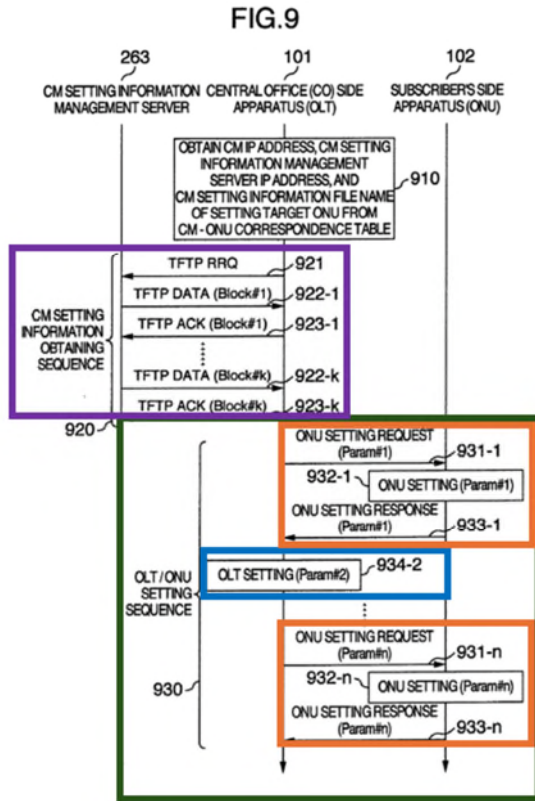 FIG.9
263
101
102
CM SETTING INFORMATION
MANAGEMENT SERVER
CENTRAL OFFICE (CO) SIDE
APPARATUS (OLT)
SUBSCRIBER'S SIDE
APPARATUS (ONU)
OBTAIN CM IP ADDRESS, CM SETTING
INFORMATION MANAGEMENT
SERVER IP ADDRESS, AND
CM SETTING INFORMATION FILE NAME
OF SETTING TARGET ONU FROM
CM - ONU CORRESPONDENCE TABLE
910
CM SETTING
INFORMATION
OBTAINING
SEQUENCE
920
TFTP RRQ
921
TFTP DATA (Block#1)
922-1
TFTP ACK (Block#1)
923-1
TFTP DATA (Block#k)
922-k
TFTP ACK (Block#k)
923-k
OLT / ONU
SETTING
SEQUENCE
930
ONU SETTING REQUEST
(Param#1)
931-1
932-1
ONU SETTING (Param#1)
ONU SETTING RESPONSE
(Param#1)
933-1
OLT SETTING (Param#2)
934-2
ONU SETTING REQUEST
(Param#n)
931-n
932-n
ONU SETTING (Param#n)
ONU SETTING RESPONSE
(Param#n)
933-n